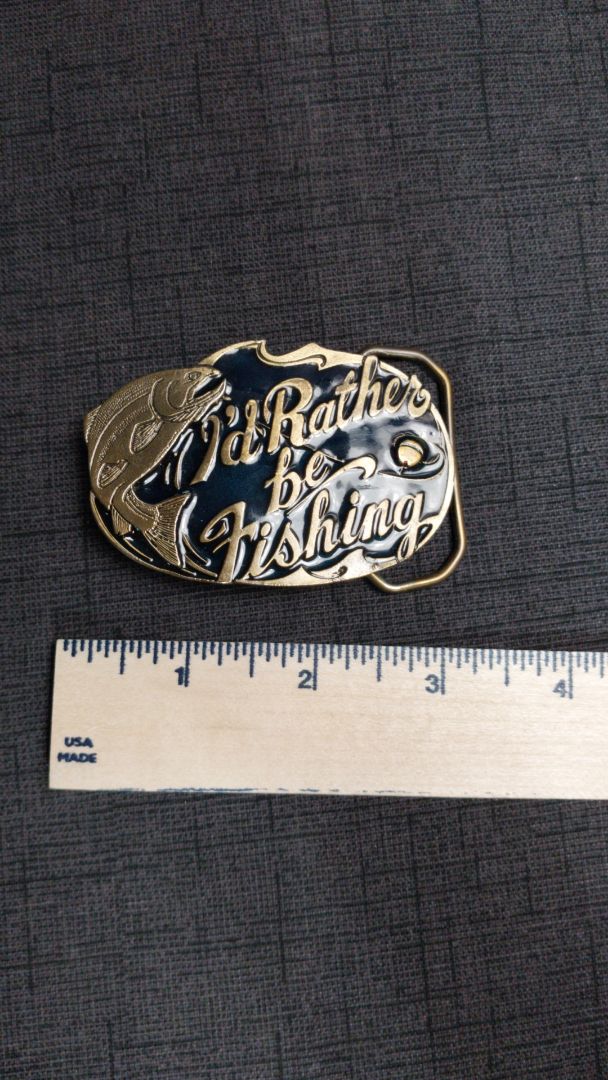 I'd Rather
be
Fishing
1 2 3 4
USA
MADE